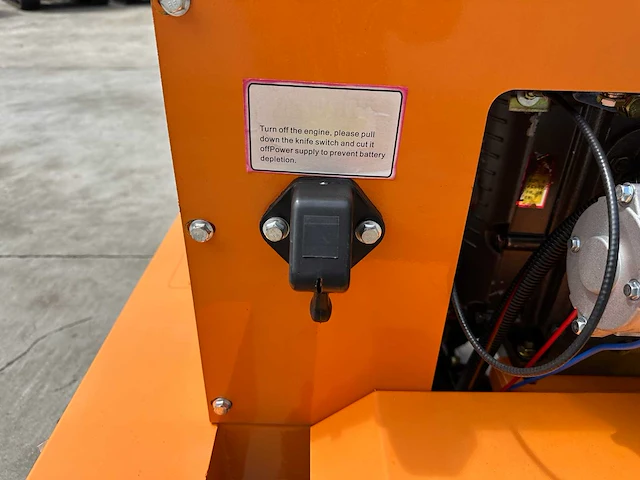 Turn off the engine, please pull
down the knife switch and cut it
offPower supply to prevent battery
depletion.